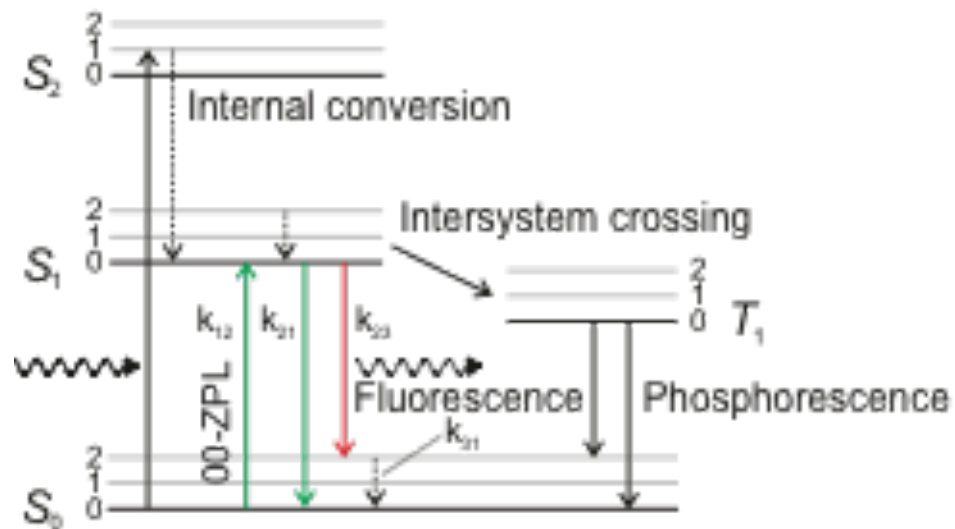 2
1
0
S₂
Internal conversion
2
1
0
S₁
Intersystem crossing
2
1
0
T₁
k₁₂
k₂₁
k₂₃
00-ZPL
Fluorescence
Phosphorescence
k₃₁
2
1
0
S₀